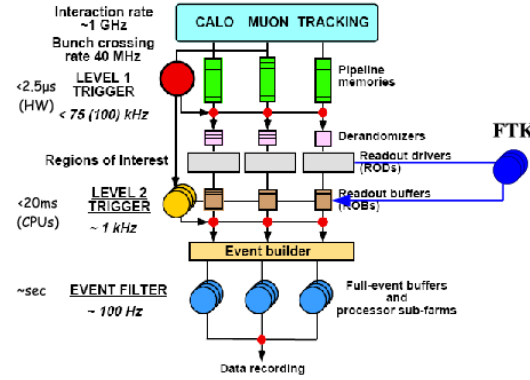 Interaction rate
~1 GHz
CALO MUON TRACKING
Bunch crossing
rate 40 MHz
<2.5µs
(HW)
LEVEL 1
TRIGGER
< 75 (100) kHz
Pipeline
memories
Derandomizers
FTK
Regions of Interest
Readout drivers
(RODs)
<20ms
(CPUs)
LEVEL 2
TRIGGER
~ 1 kHz
Readout buffers
(ROBs)
Event builder
~sec
EVENT FILTER
~ 100 Hz
Full-event buffers
and
processor sub-farms
Data recording